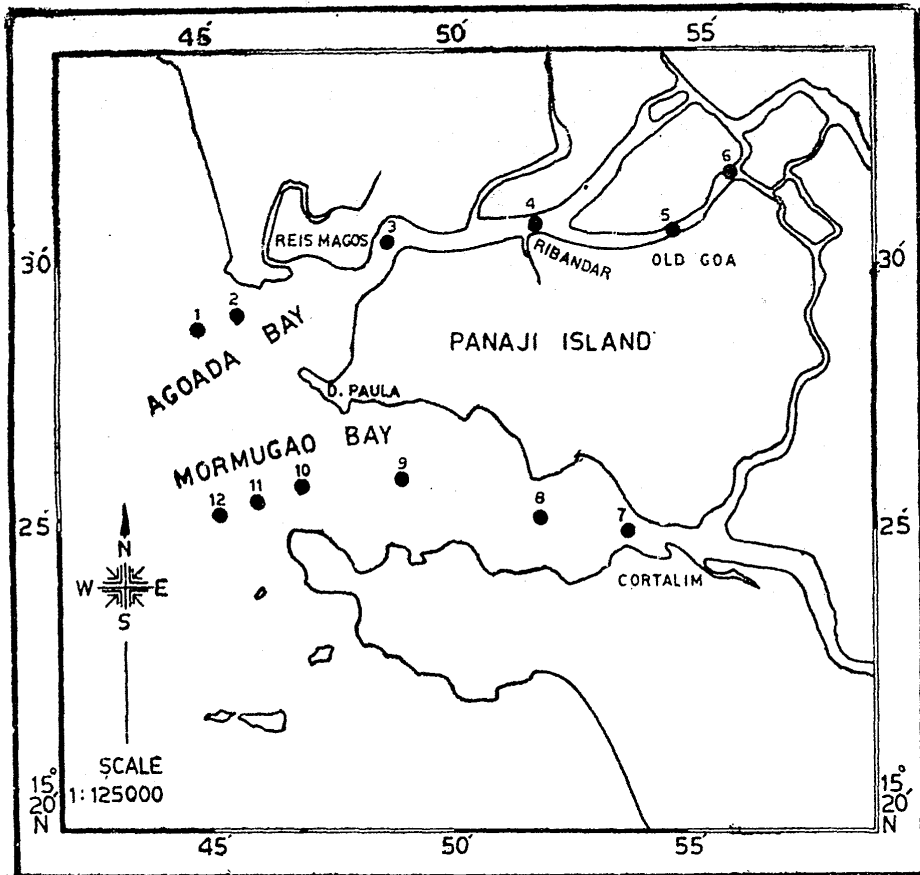 45′ 50′ 55′
6
4
5
3
REIS MAGOS
RIBANDAR
OLD GOA
30′ 30′
2
1
AGOADA BAY
PANAJI ISLAND
D. PAULA
MORMUGAO BAY
9
10
11
12
8
7
25′ 25′
N
W E
S
CORTALIM
SCALE
1:125000
15° 20′ N
15° 20′ N
45′ 50′ 55′